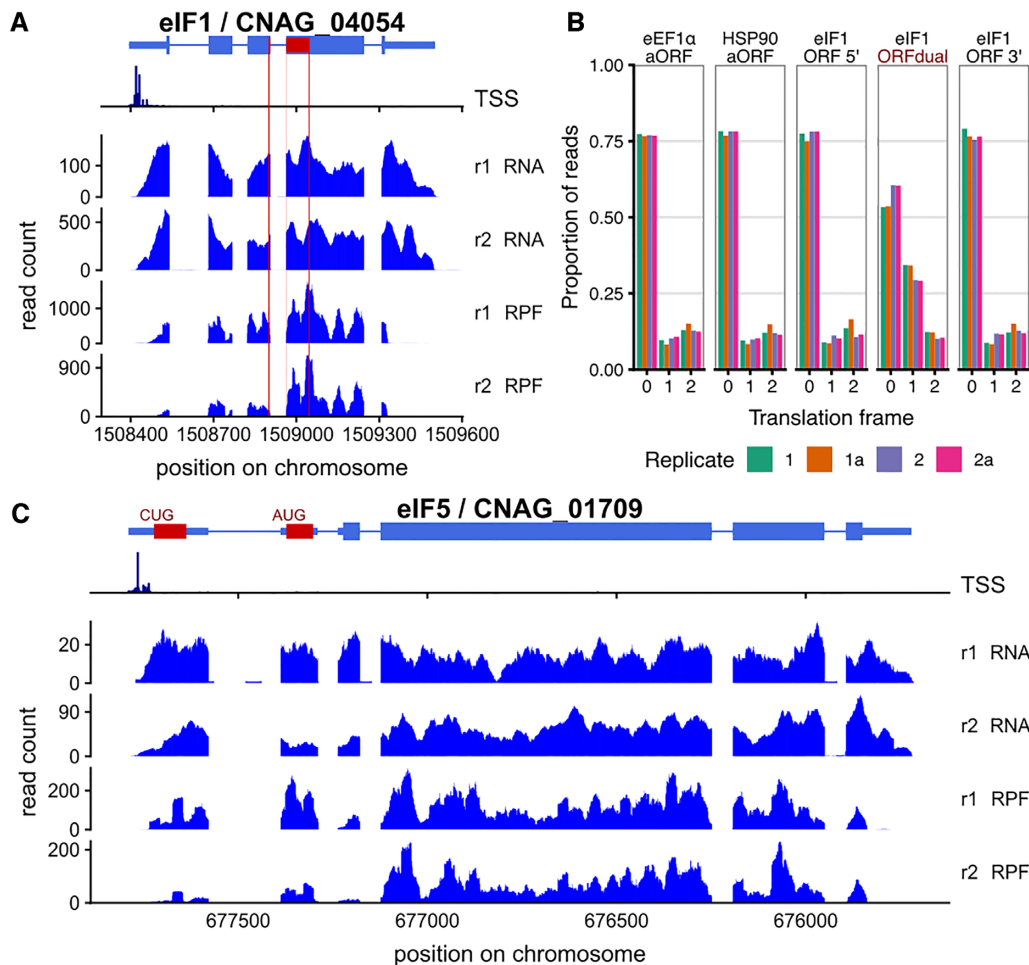 A
eIF1 / CNAG_04054
TSS
100
0
r1 RNA
500
0
r2 RNA
1000
0
r1 RPF
900
0
r2 RPF
read count
1508400 1508700 1509000 1509300 1509600
position on chromosome
B
eEF1α aORF
HSP90 aORF
eIF1 ORF 5'
eIF1 ORFdual
eIF1 ORF 3'
1.00
0.75
0.50
0.25
0.00
Proportion of reads
0 1 2 0 1 2 0 1 2 0 1 2 0 1 2
Translation frame
Replicate 1 1a 2 2a
C
eIF5 / CNAG_01709
CUG AUG
TSS
20
0
r1 RNA
90
0
r2 RNA
200
0
r1 RPF
200
0
r2 RPF
read count
677500 677000 676500 676000
position on chromosome